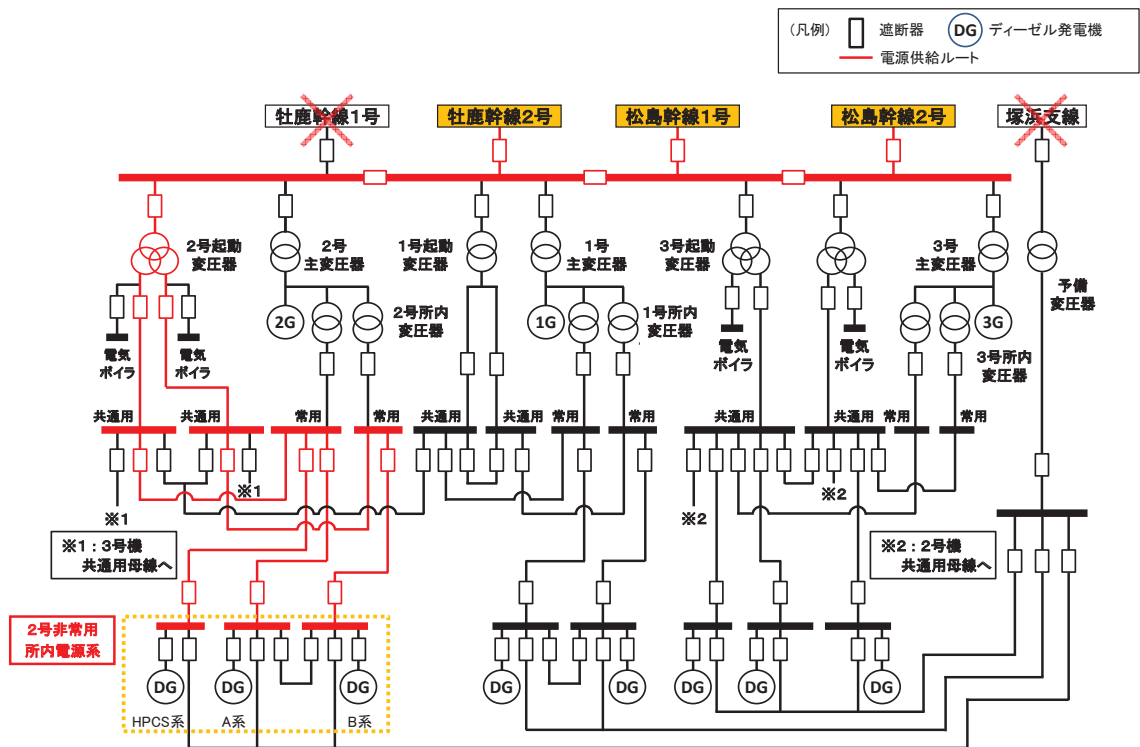 (凡例) 遮断器 DG ディーゼル発電機
電源供給ルート
牡鹿幹線1号
牡鹿幹線2号
松島幹線1号
松島幹線2号
塚浜支線
2号起動
変圧器
2号
主変圧器
1号起動
変圧器
1号
主変圧器
3号起動
変圧器
3号
主変圧器
予備
変圧器
2G
2号所内
変圧器
1G
1号所内
変圧器
3G
3号所内
変圧器
電気
ボイラ
電気
ボイラ
電気
ボイラ
電気
ボイラ
共通用
共通用
常用
常用
共通用
共通用
常用
常用
共通用
共通用
常用
常用
※1
※1
※2
※2
※1:3号機
共通用母線へ
※2:2号機
共通用母線へ
2号非常用
所内電源系
DG
DG
DG
DG
DG
DG
DG
DG
HPCS系
A系
B系